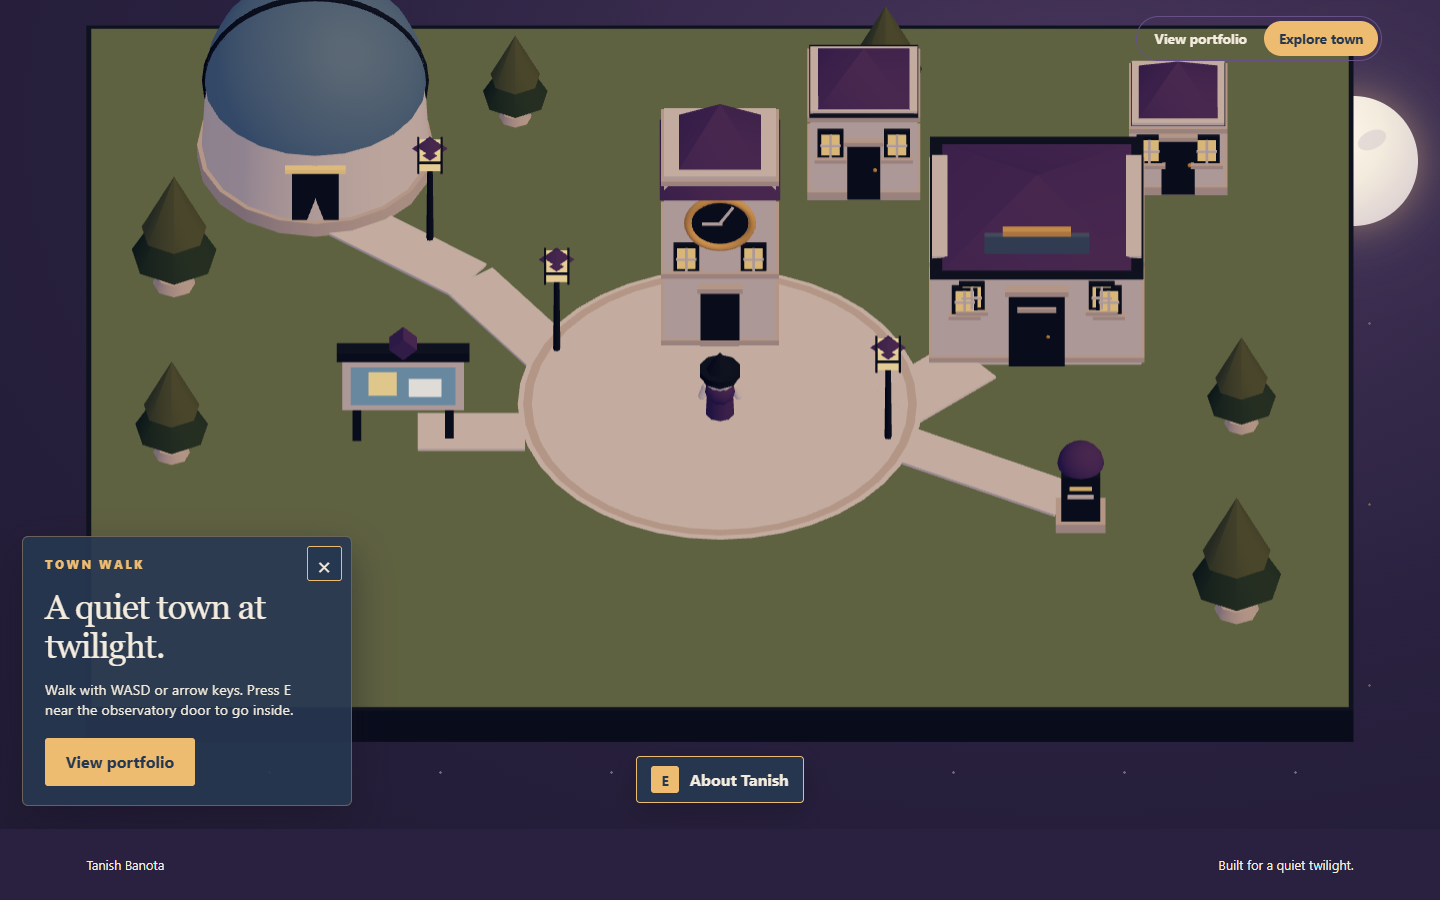 View portfolio
Explore town
TOWN WALK
×
A quiet town at
twilight.
Walk with WASD or arrow keys. Press E
near the observatory door to go inside.
View portfolio
E
About Tanish
Tanish Banota
Built for a quiet twilight.